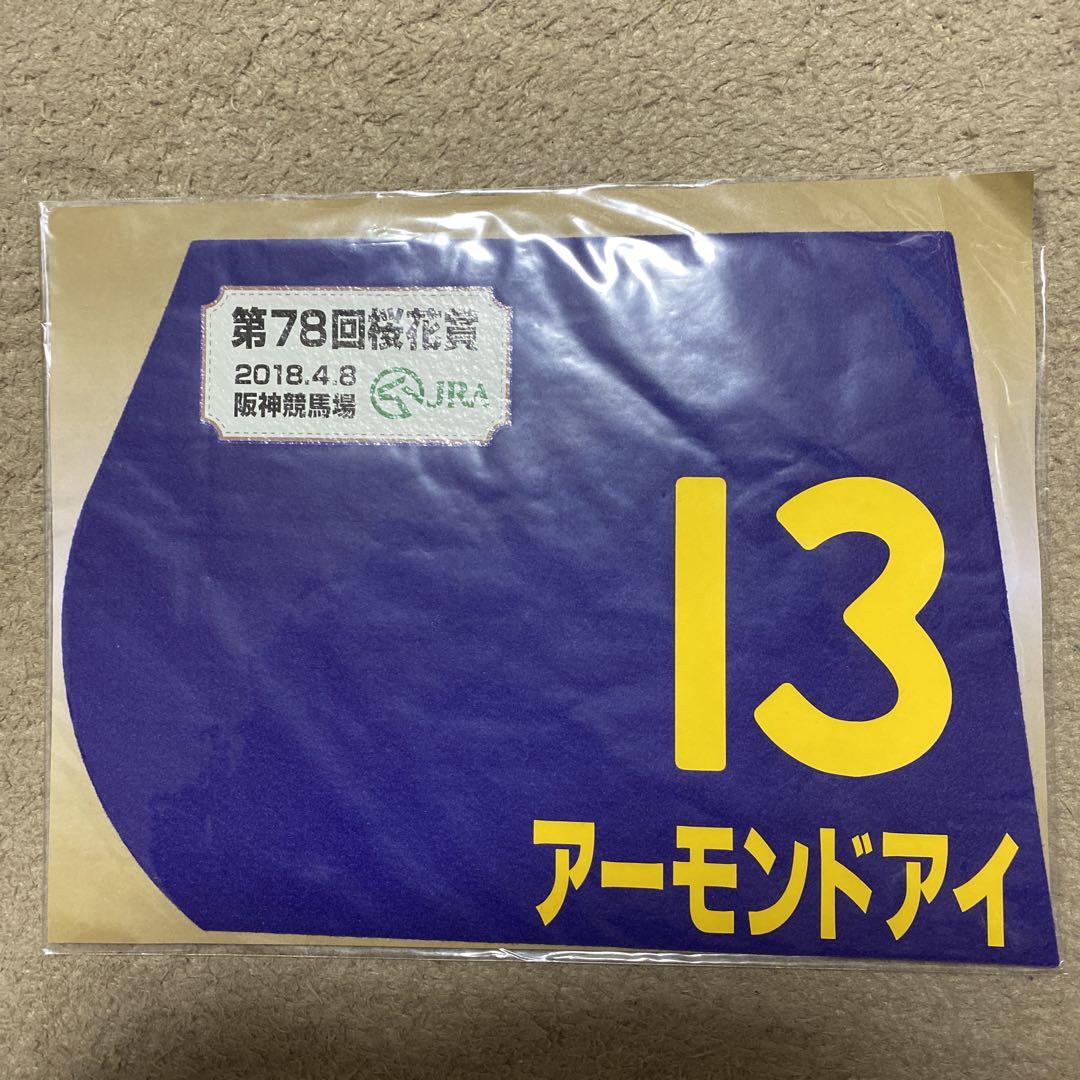 第78回桜花賞
2018.4.8
阪神競馬場
JRA
13
アーモンドアイ